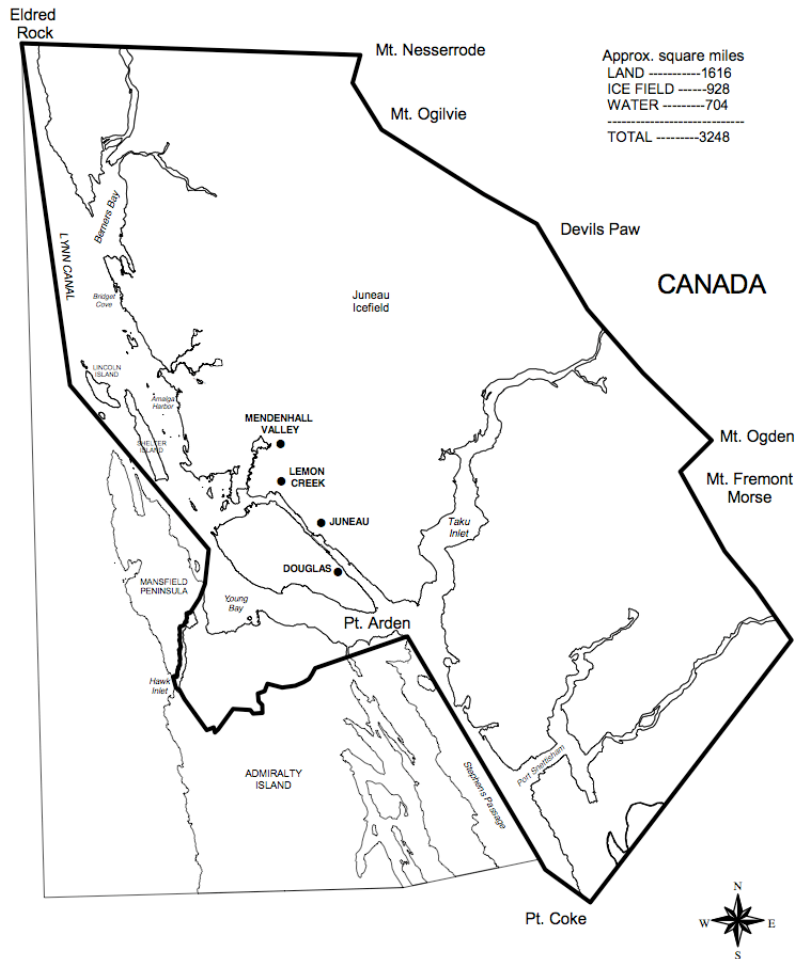 Eldred
Rock
Mt. Nesserrode
Approx. square miles
LAND -----------1616
ICE FIELD ------928
WATER ---------704
-----------------------------
TOTAL ---------3248
Mt. Ogilvie
Berners Bay
Devils Paw
LYNN CANAL
CANADA
Bridget
Cove
Juneau
Icefield
LINCOLN
ISLAND
Amalga
Harbor
MENDENHALL
VALLEY
SHELTER
ISLAND
Mt. Ogden
LEMON
CREEK
Mt. Fremont
Morse
JUNEAU
Taku
Inlet
DOUGLAS
MANSFIELD
PENINSULA
Young
Bay
Pt. Arden
Hawk
Inlet
Port Snettisham
ADMIRALTY
ISLAND
Stephens Passage
Pt. Coke
N
W
E
S